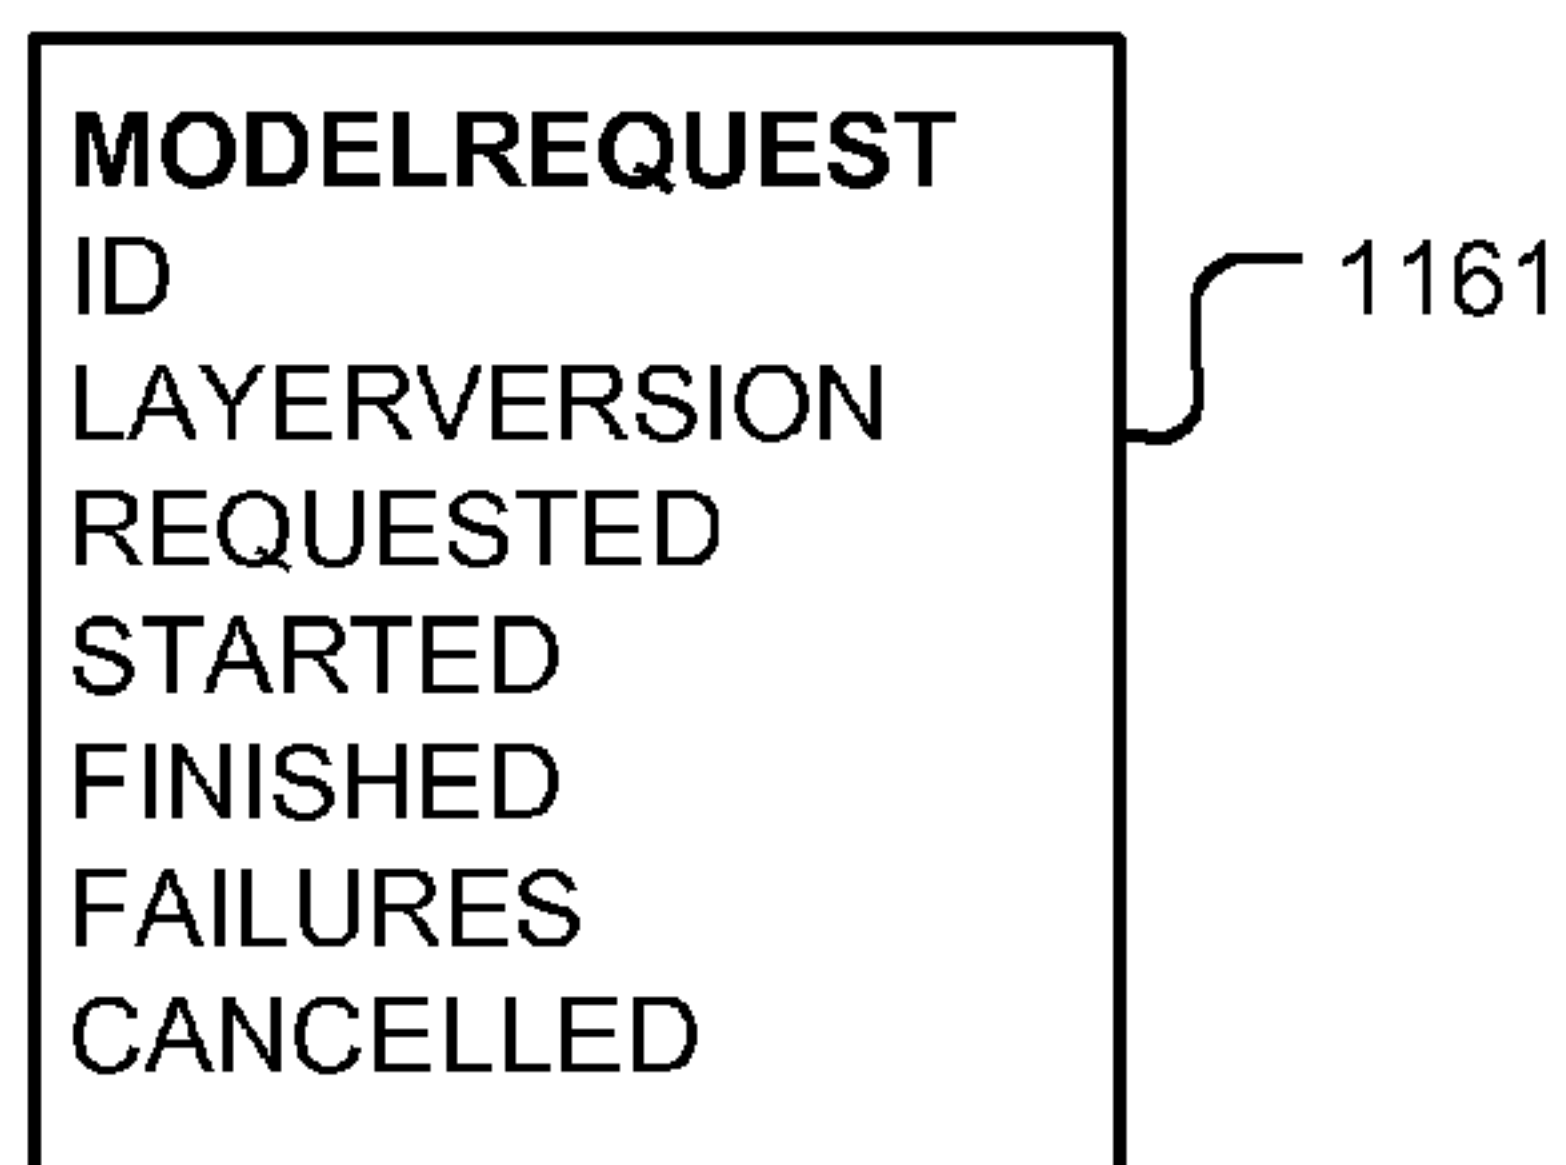 MODELREQUEST
ID
1161
LAYERVERSION
REQUESTED
STARTED
FINISHED
FAILURES
CANCELLED